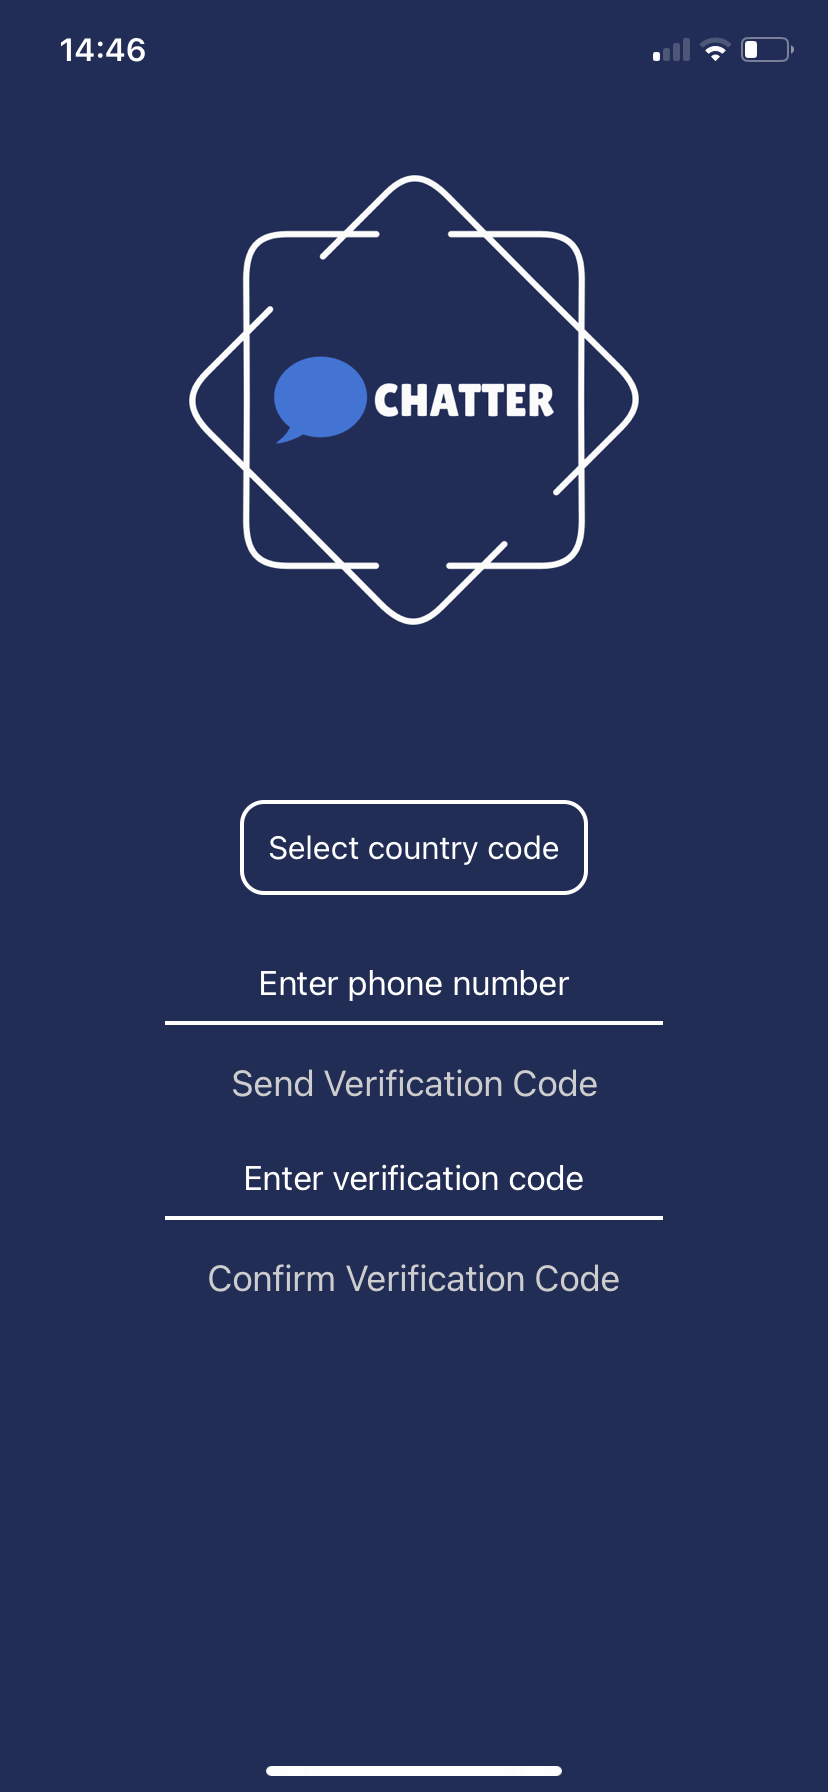 14:46
CHATTER
Select country code
Enter phone number
Send Verification Code
Enter verification code
Confirm Verification Code